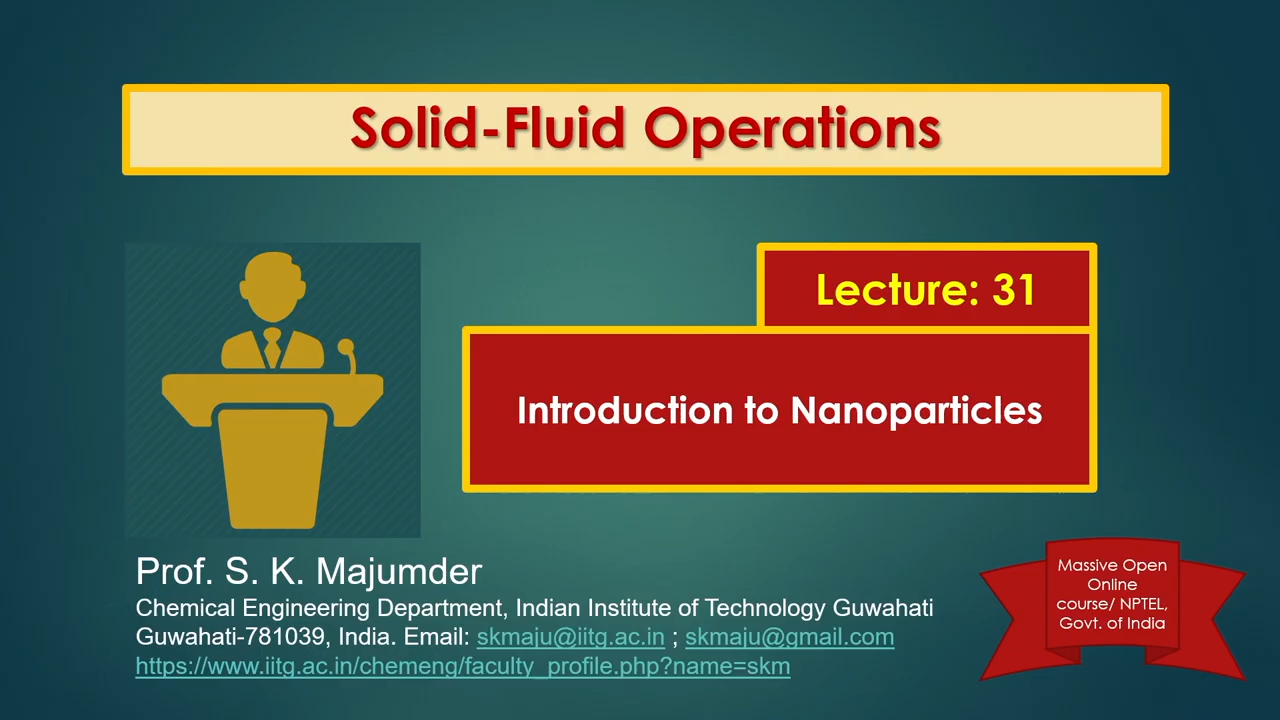 Solid-Fluid Operations
Lecture: 31
Introduction to Nanoparticles
Prof. S. K. Majumder
Chemical Engineering Department, Indian Institute of Technology Guwahati
Guwahati-781039, India. Email: skmaju@iitg.ac.in ; skmaju@gmail.com
https://www.iitg.ac.in/chemeng/faculty_profile.php?name=skm
Massive Open
Online
course/ NPTEL,
Govt. of India